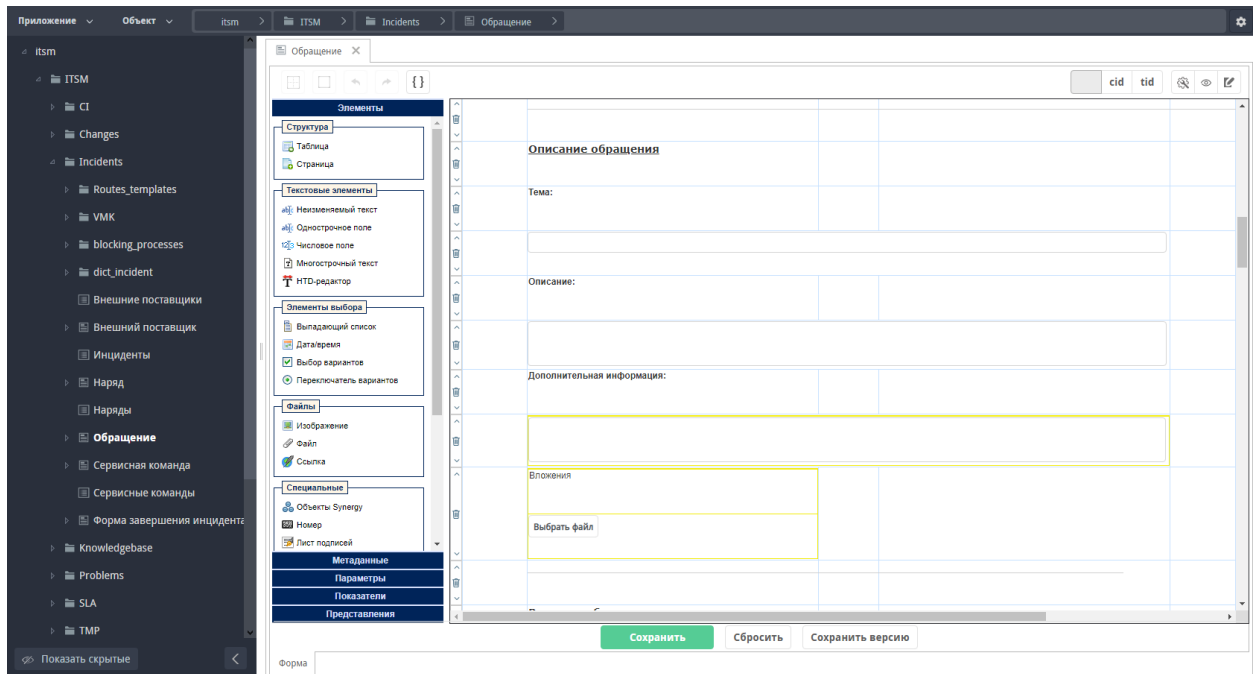 Приложение Объект itsm ITSM Incidents Обращение
itsm
ITSM
CI
Changes
Incidents
Routes_templates
VMK
blocking_processes
dict_incident
Внешние поставщики
Внешний поставщик
Инциденты
Наряд
Наряды
Обращение
Сервисная команда
Сервисные команды
Форма завершения инцидента
Knowledgebase
Problems
SLA
TMP
Показать скрытые
Обращение
{} cid tid
Элементы
Структура
Таблица
Страница
Текстовые элементы
Неизменяемый текст
Однострочное поле
Числовое поле
Многострочный текст
HTD-редактор
Элементы выбора
Выпадающий список
Дата/время
Выбор вариантов
Переключатель вариантов
Файлы
Изображение
Файл
Ссылка
Специальные
Объекты Synergy
Номер
Лист подписей
Метаданные
Параметры
Показатели
Представления
Описание обращения
Тема:
Описание:
Дополнительная информация:
Вложения
Выбрать файл
Сохранить Сбросить Сохранить версию
Форма